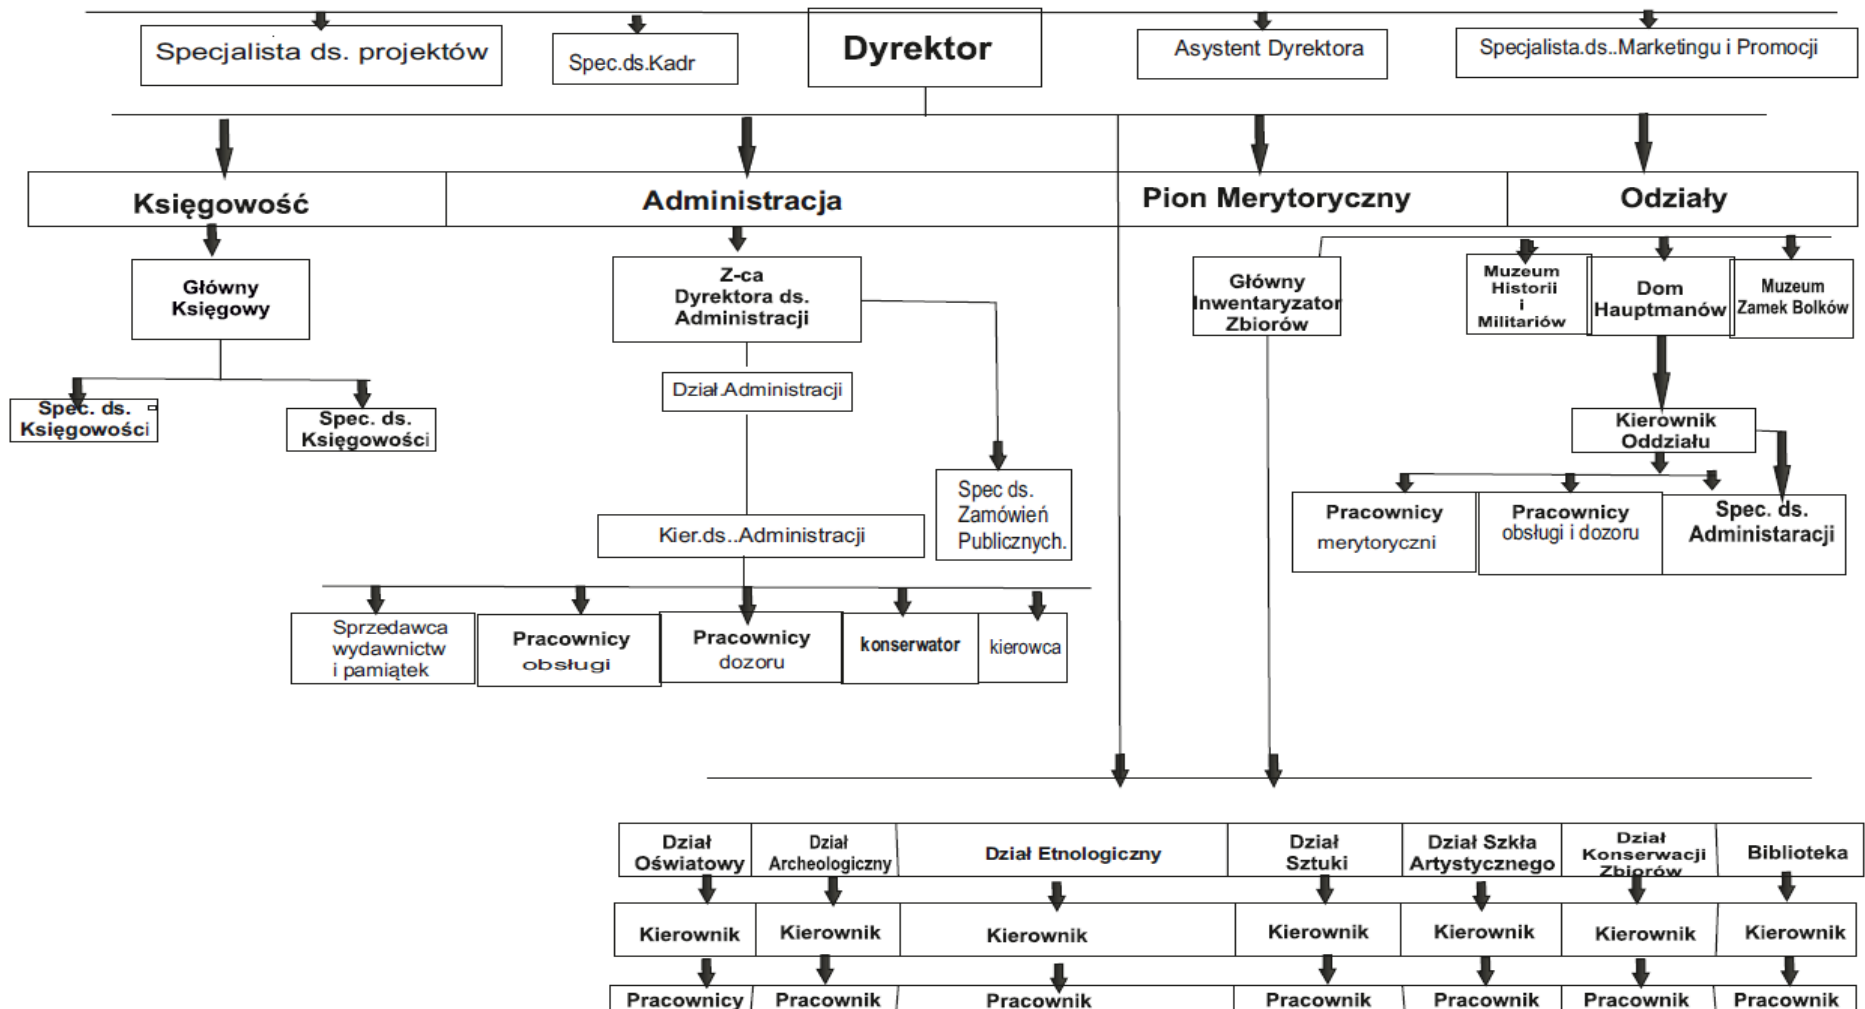 Specjalista ds. projektów
Spec.ds.Kadr
Dyrektor
Asystent Dyrektora
Specjalista.ds..Marketingu i Promocji
Księgowość
Administracja
Pion Merytoryczny
Odziały
Główny
Księgowy
Z-ca
Dyrektora ds.
Administracji
Główny
Inwentaryzator
Zbiorów
Muzeum
Historii
i
Militariów
Dom
Hauptmanów
Muzeum
Zamek Bolków
Dział.Administracji
Spec. ds.
Księgowości
Spec. ds.
Księgowości
Kierownik
Oddziału
Spec ds.
Zamówień
Publicznych.
Kier.ds..Administracji
Pracownicy
merytoryczni
Pracownicy
obsługi i dozoru
Spec. ds.
Administaracji
Sprzedawca
wydawnictw
i pamiątek
Pracownicy
obsługi
Pracownicy
dozoru
konserwator
kierowca
Dział
Oświatowy
Dział
Archeologiczny
Dział Etnologiczny
Dział
Sztuki
Dział Szkła
Artystycznego
Dział
Konserwacji
Zbiorów
Biblioteka
Kierownik
Kierownik
Kierownik
Kierownik
Kierownik
Kierownik
Kierownik
Pracownicy
Pracownik
Pracownik
Pracownik
Pracownik
Pracownik
Pracownik